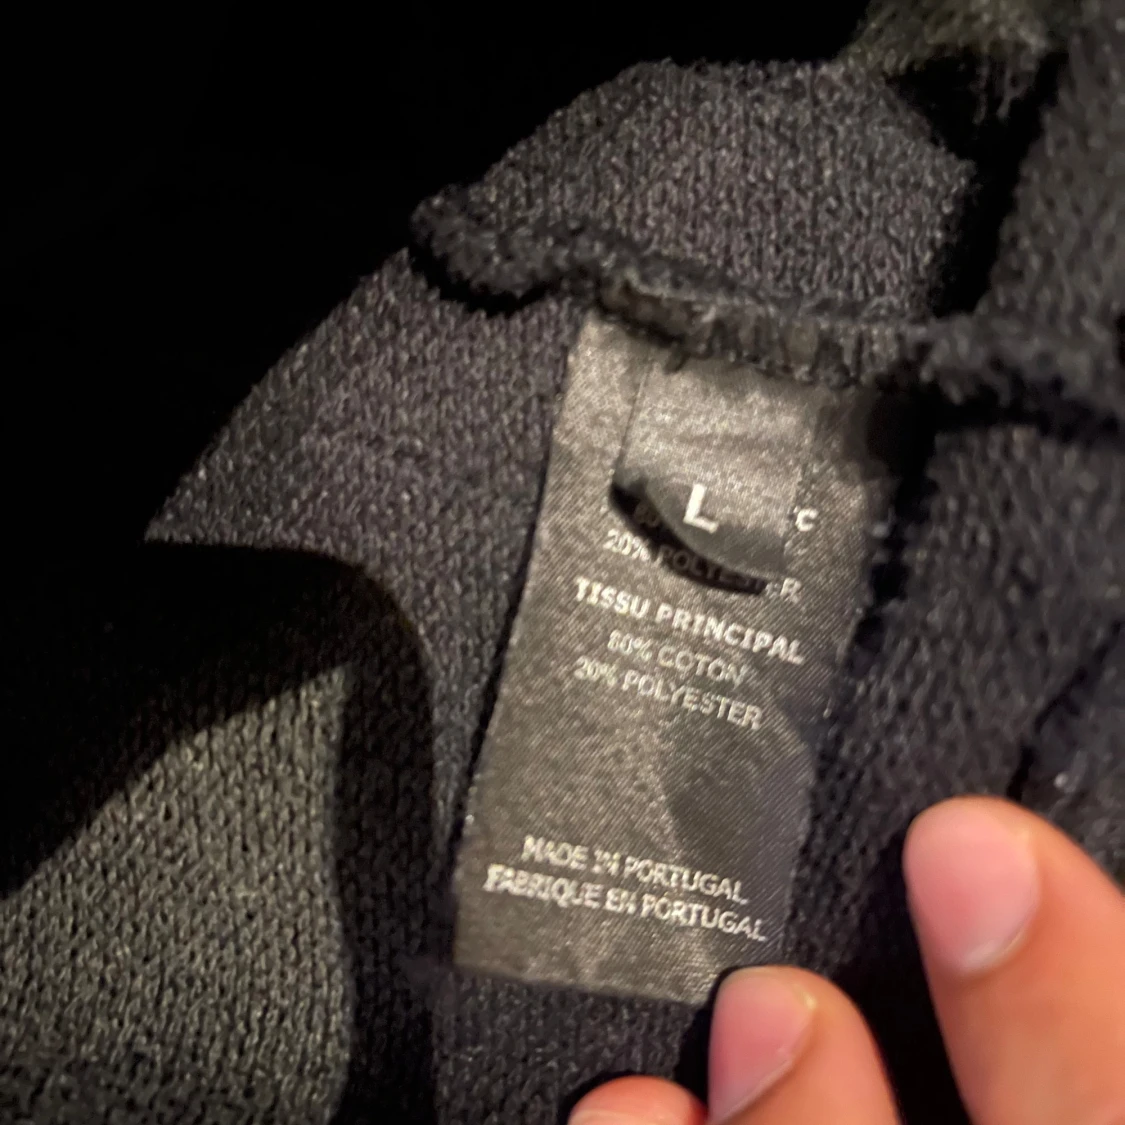 L
C
20% POLYESTER
TISSU PRINCIPAL
80% COTON
20% POLYESTER
MADE IN PORTUGAL
FABRIQUE EN PORTUGAL